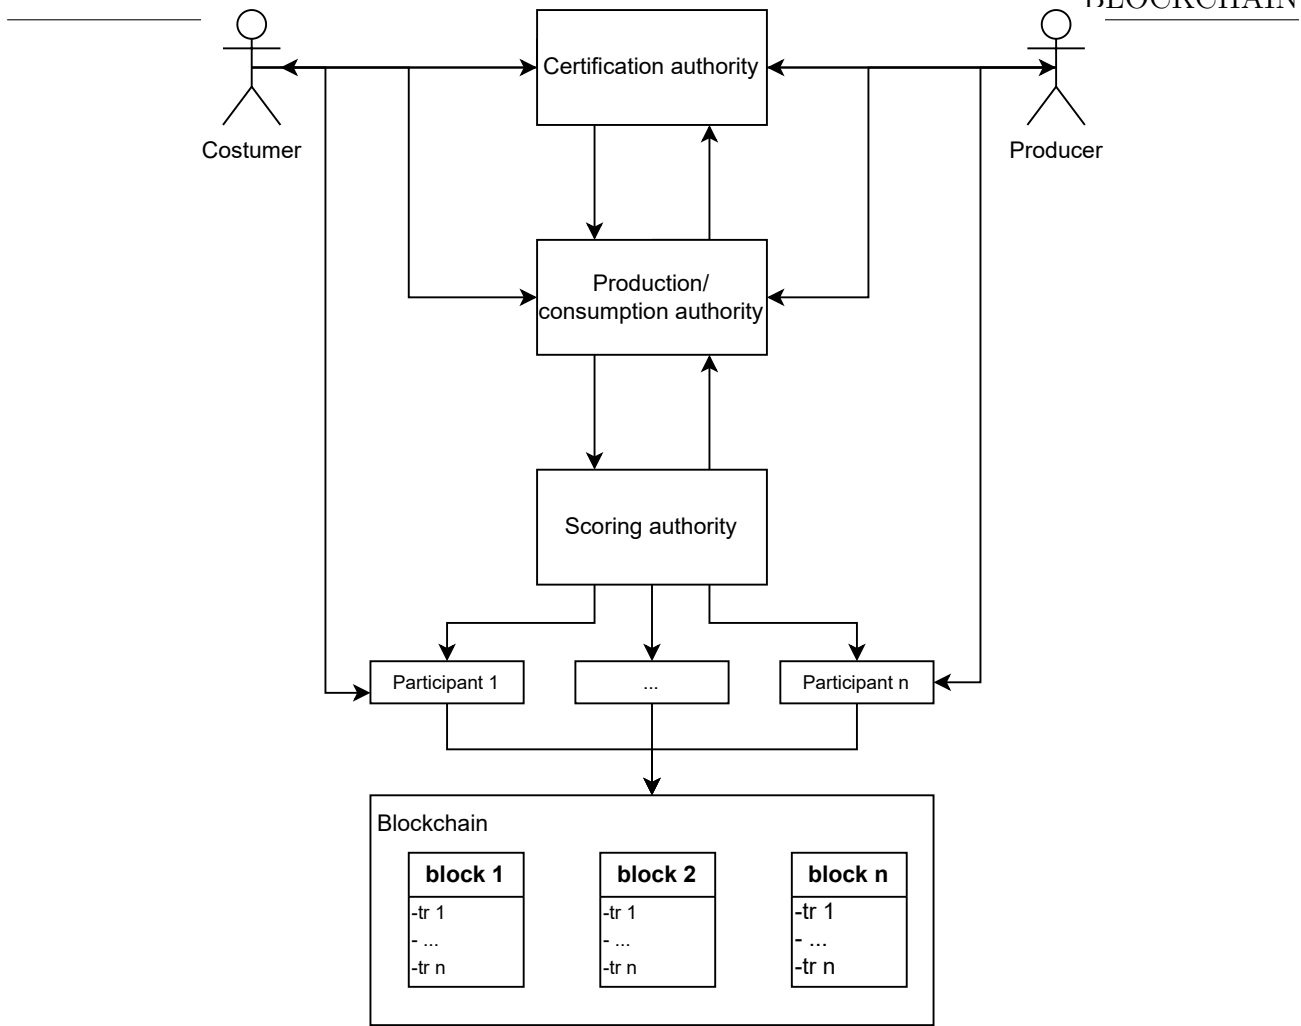 BLOCKCHAIN
Certification authority
Costumer
Producer
Production/
consumption authority
Scoring authority
Participant 1
...
Participant n
Blockchain
block 1
block 2
block n
-tr 1
-tr 1
-tr 1
- ...
- ...
- ...
-tr n
-tr n
-tr n